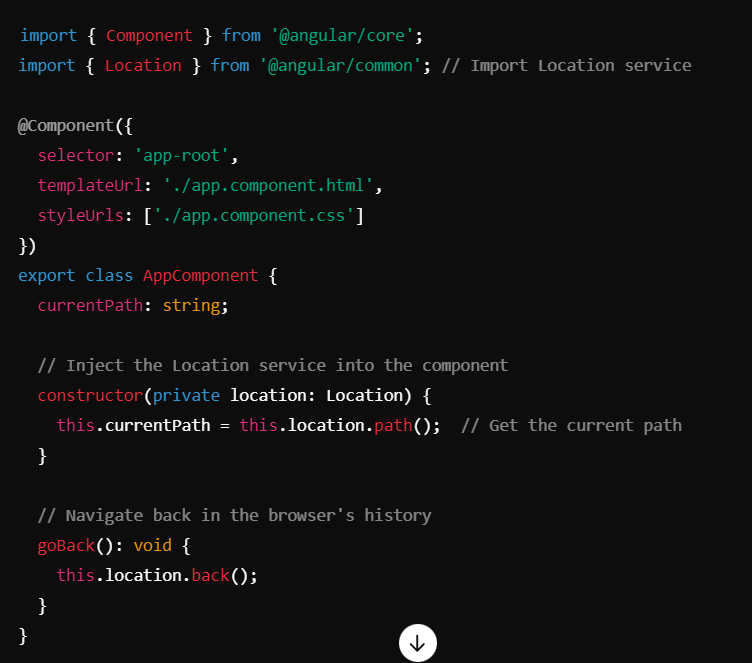 import { Component } from '@angular/core';
import { Location } from '@angular/common'; // Import Location service

@Component({
  selector: 'app-root',
  templateUrl: './app.component.html',
  styleUrls: ['./app.component.css']
})
export class AppComponent {
  currentPath: string;

  // Inject the Location service into the component
  constructor(private location: Location) {
    this.currentPath = this.location.path();  // Get the current path
  }

  // Navigate back in the browser's history
  goBack(): void {
    this.location.back();
  }
}